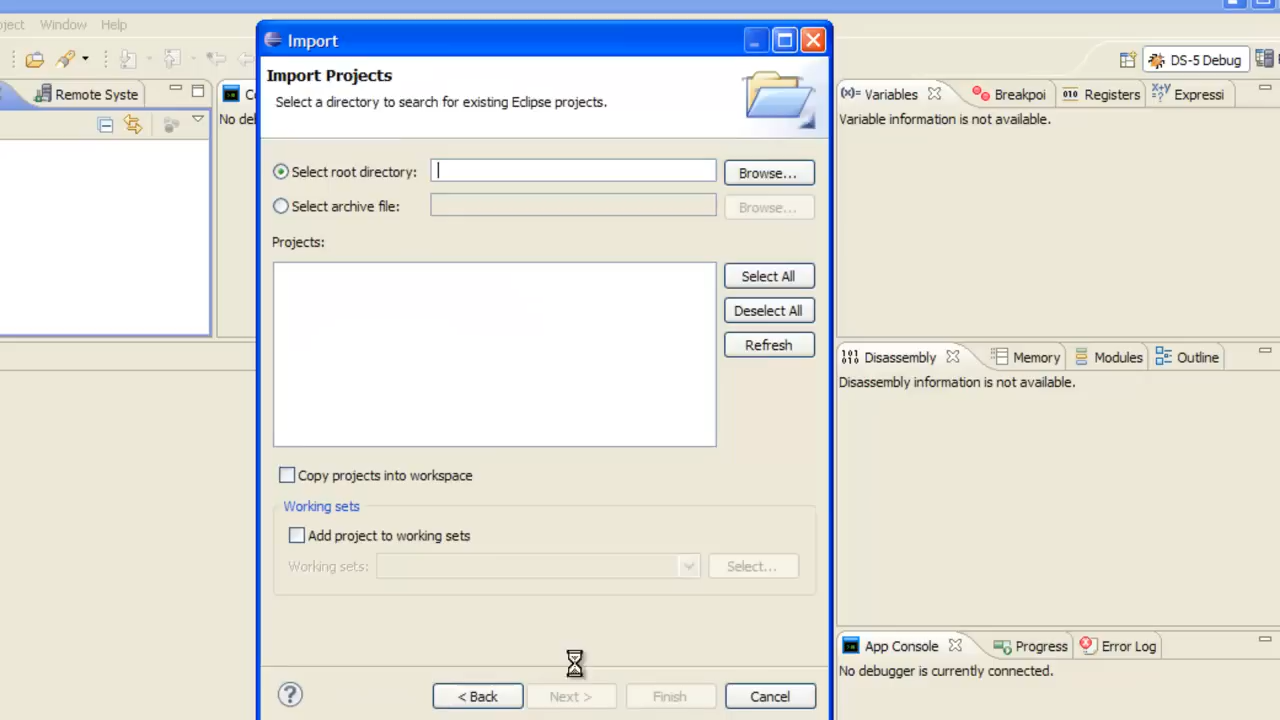 ject Window Help
Import
Import Projects
Select a directory to search for existing Eclipse projects.
DS-5 Debug
Remote Syste
No de
(x)= Variables
Breakpoi
Registers
Expressi
Variable information is not available.
Select root directory:
Browse...
Select archive file:
Browse...
Projects:
Select All
Deselect All
Refresh
Disassembly
Memory
Modules
Outline
Disassembly information is not available.
Copy projects into workspace
Working sets
Add project to working sets
Working sets:
Select...
App Console
Progress
Error Log
No debugger is currently connected.
< Back
Next >
Finish
Cancel